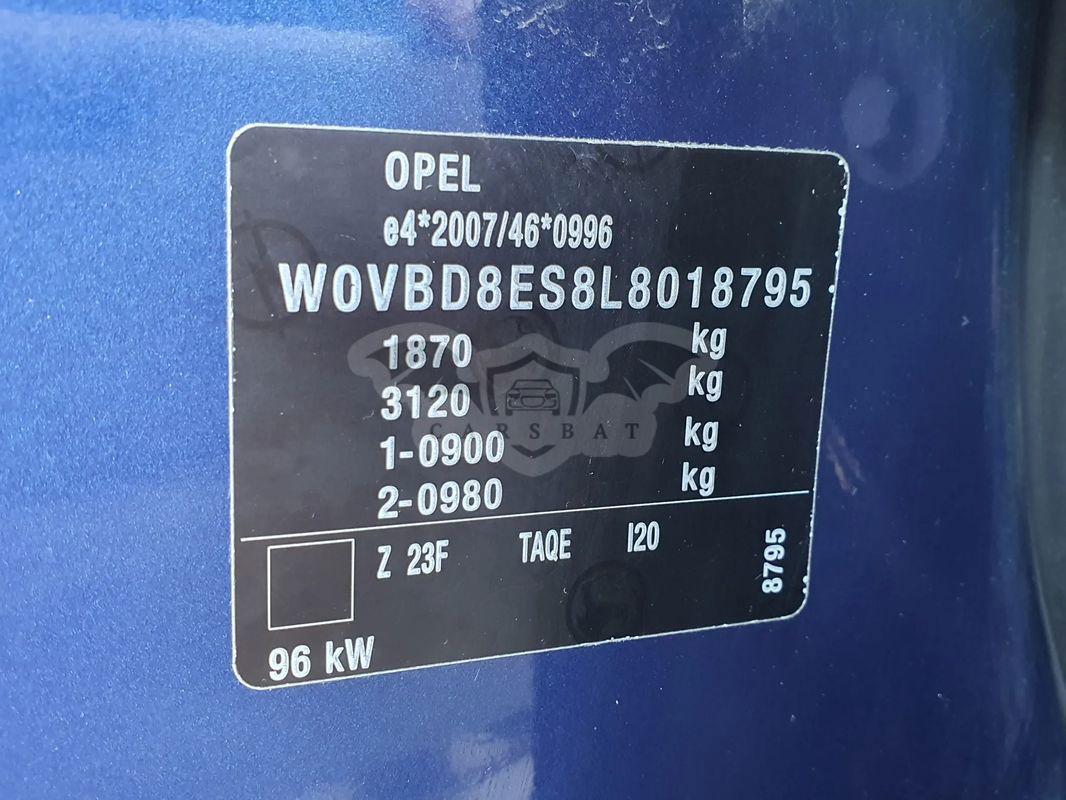 OPEL
e4*2007/46*0996
W0VBD8ES8L8018795
1870 kg
3120 kg
1-0900 kg
2-0980 kg
Z 23F TAQE I20
8795
96 kW
CARSBAT